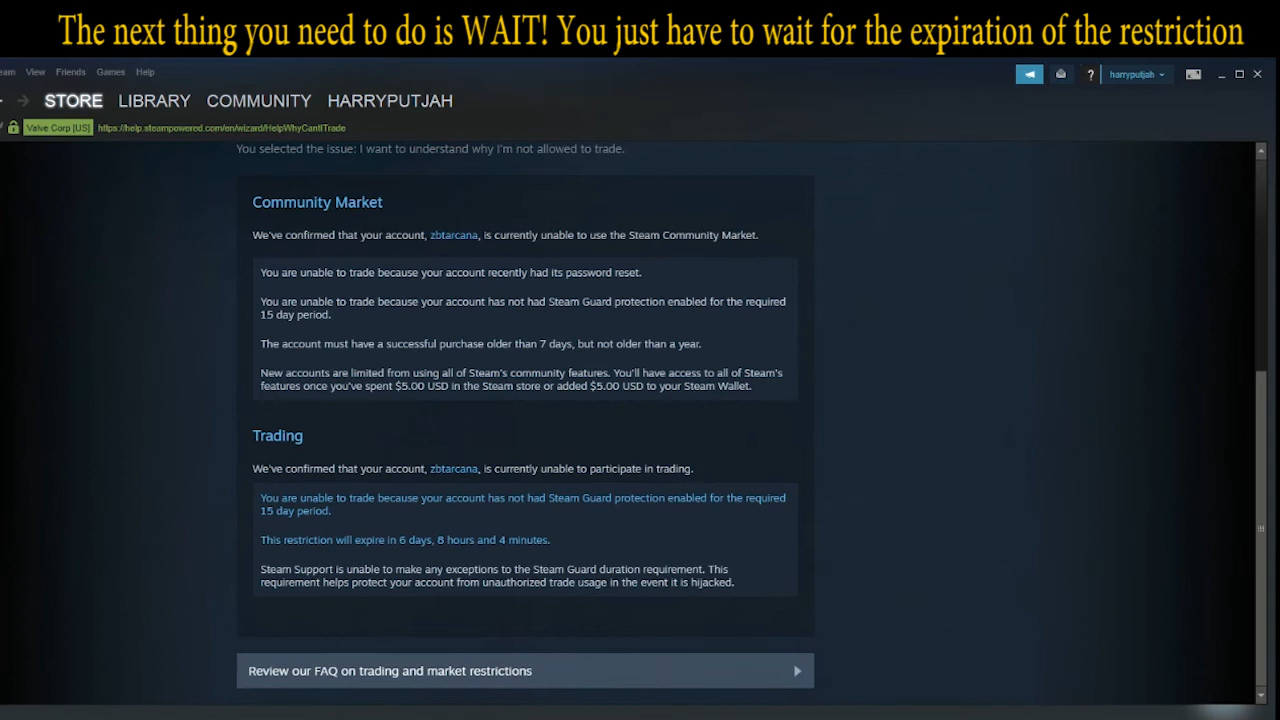 The next thing you need to do is WAIT! You just have to wait for the expiration of the restriction
eam View Friends Games Help
? harryputjah
STORE LIBRARY COMMUNITY HARRYPUTJAH
Valve Corp [US] https://help.steampowered.com/en/wizard/HelpWhyCantITrade
You selected the issue: I want to understand why I'm not allowed to trade.
Community Market
We've confirmed that your account, zbtarcana, is currently unable to use the Steam Community Market.
You are unable to trade because your account recently had its password reset.
You are unable to trade because your account has not had Steam Guard protection enabled for the required
15 day period.
The account must have a successful purchase older than 7 days, but not older than a year.
New accounts are limited from using all of Steam's community features. You'll have access to all of Steam's
features once you've spent $5.00 USD in the Steam store or added $5.00 USD to your Steam Wallet.
Trading
We've confirmed that your account, zbtarcana, is currently unable to participate in trading.
You are unable to trade because your account has not had Steam Guard protection enabled for the required
15 day period.
This restriction will expire in 6 days, 8 hours and 4 minutes.
Steam Support is unable to make any exceptions to the Steam Guard duration requirement. This
requirement helps protect your account from unauthorized trade usage in the event it is hijacked.
Review our FAQ on trading and market restrictions